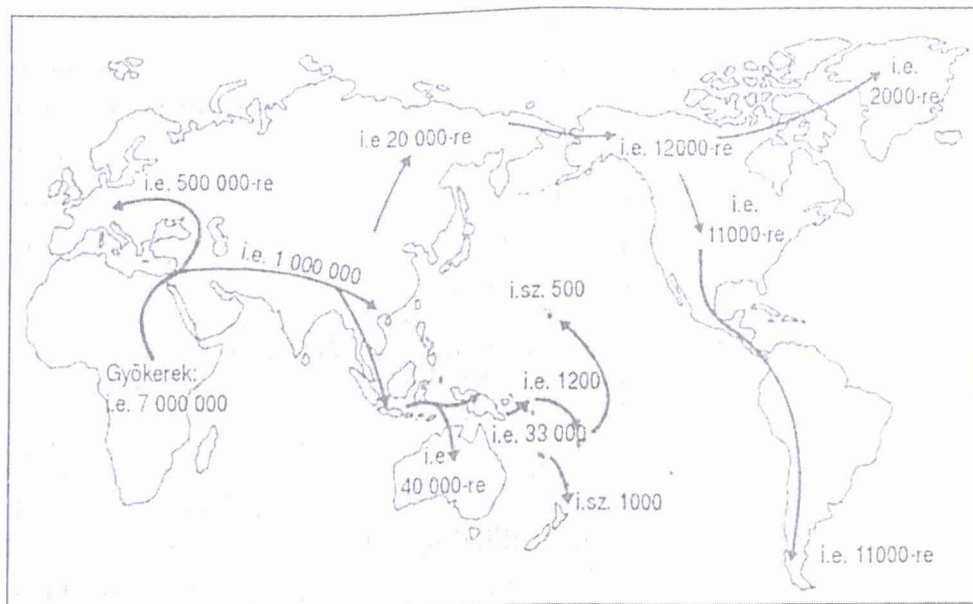 i.e.
2000-re
i.e 20 000-re
i.e. 12000-re
i.e. 500 000-re
i.e.
11000-re
i.e. 1 000 000
i.sz. 500
Gyökerek:
i.e. 7 000 000
i.e. 1200
i.e. 33 000
i.e
40 000-re
i.sz. 1000
i.e. 11000-re